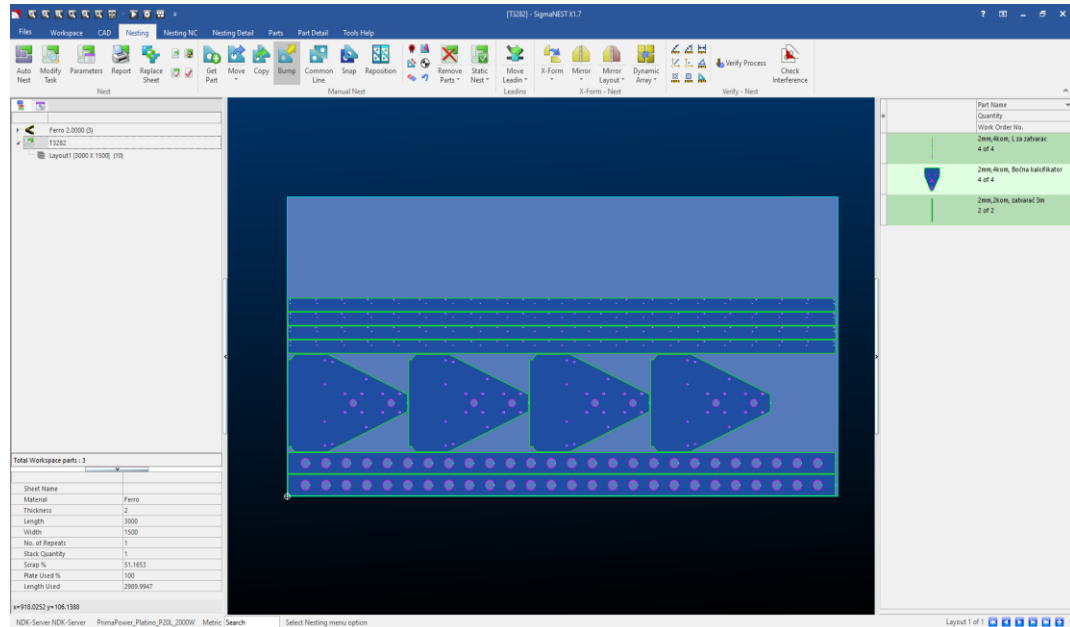 [T3282] - SigmaNEST X1.7
Files Workspace CAD Nesting Nesting NC Nesting Detail Parts Part Detail Tools Help
Auto Nest
Modify Task
Parameters
Report
Replace Sheet
Get Part
Move
Copy
Bump
Common Line
Snap
Reposition
Remove Parts
Static Nest
Move Leadin
X-Form
Mirror
Mirror Layout
Dynamic Array
Verify Process
Check Interference
Nest Manual Nest Leadins X-Form - Nest Verify - Nest
Ferro 2.0000 (3)
T3282
Layout1 [3000 X 1500] (10)
Part Name
Quantity
Work Order No.
2mm,4kom, L za zatvarac
4 of 4
2mm,4kom, Bočna kalcifikator
4 of 4
2mm,2kom, zatvarač 3m
2 of 2
Total Workspace parts : 3
Sheet Name
Material Ferro
Thickness 2
Length 3000
Width 1500
No. of Repeats 1
Stack Quantity 1
Scrap % 51.1653
Plate Used % 100
Length Used 2989.9947
x=918.0252 y=106.1388
NDK-Server NDK-Server PrimaPower_Platino_P20L_2000W Metric Search Select Nesting menu option Layout 1 of 1